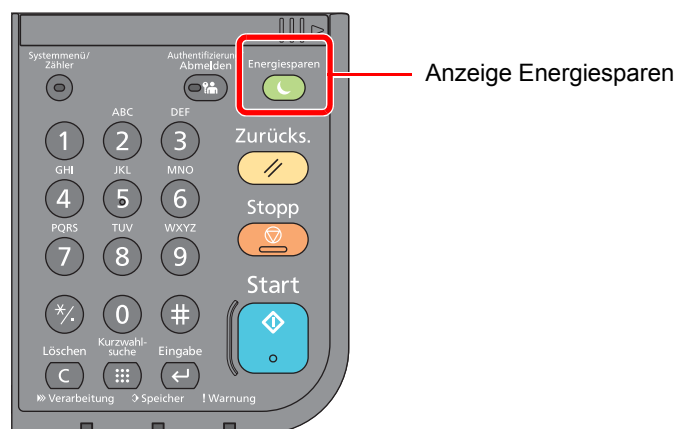 Systemmenü/
Zähler
Authentifizierung
Abmelden
Energiesparen
Anzeige Energiesparen
ABC
DEF
1
2
3
Zurücks.
GHI
JKL
MNO
4
5
6
Stopp
PQRS
TUV
WXYZ
7
8
9
Start
*/.
0
#
Löschen
Kurzwahl-
suche
Eingabe
C
Verarbeitung
Speicher
! Warnung